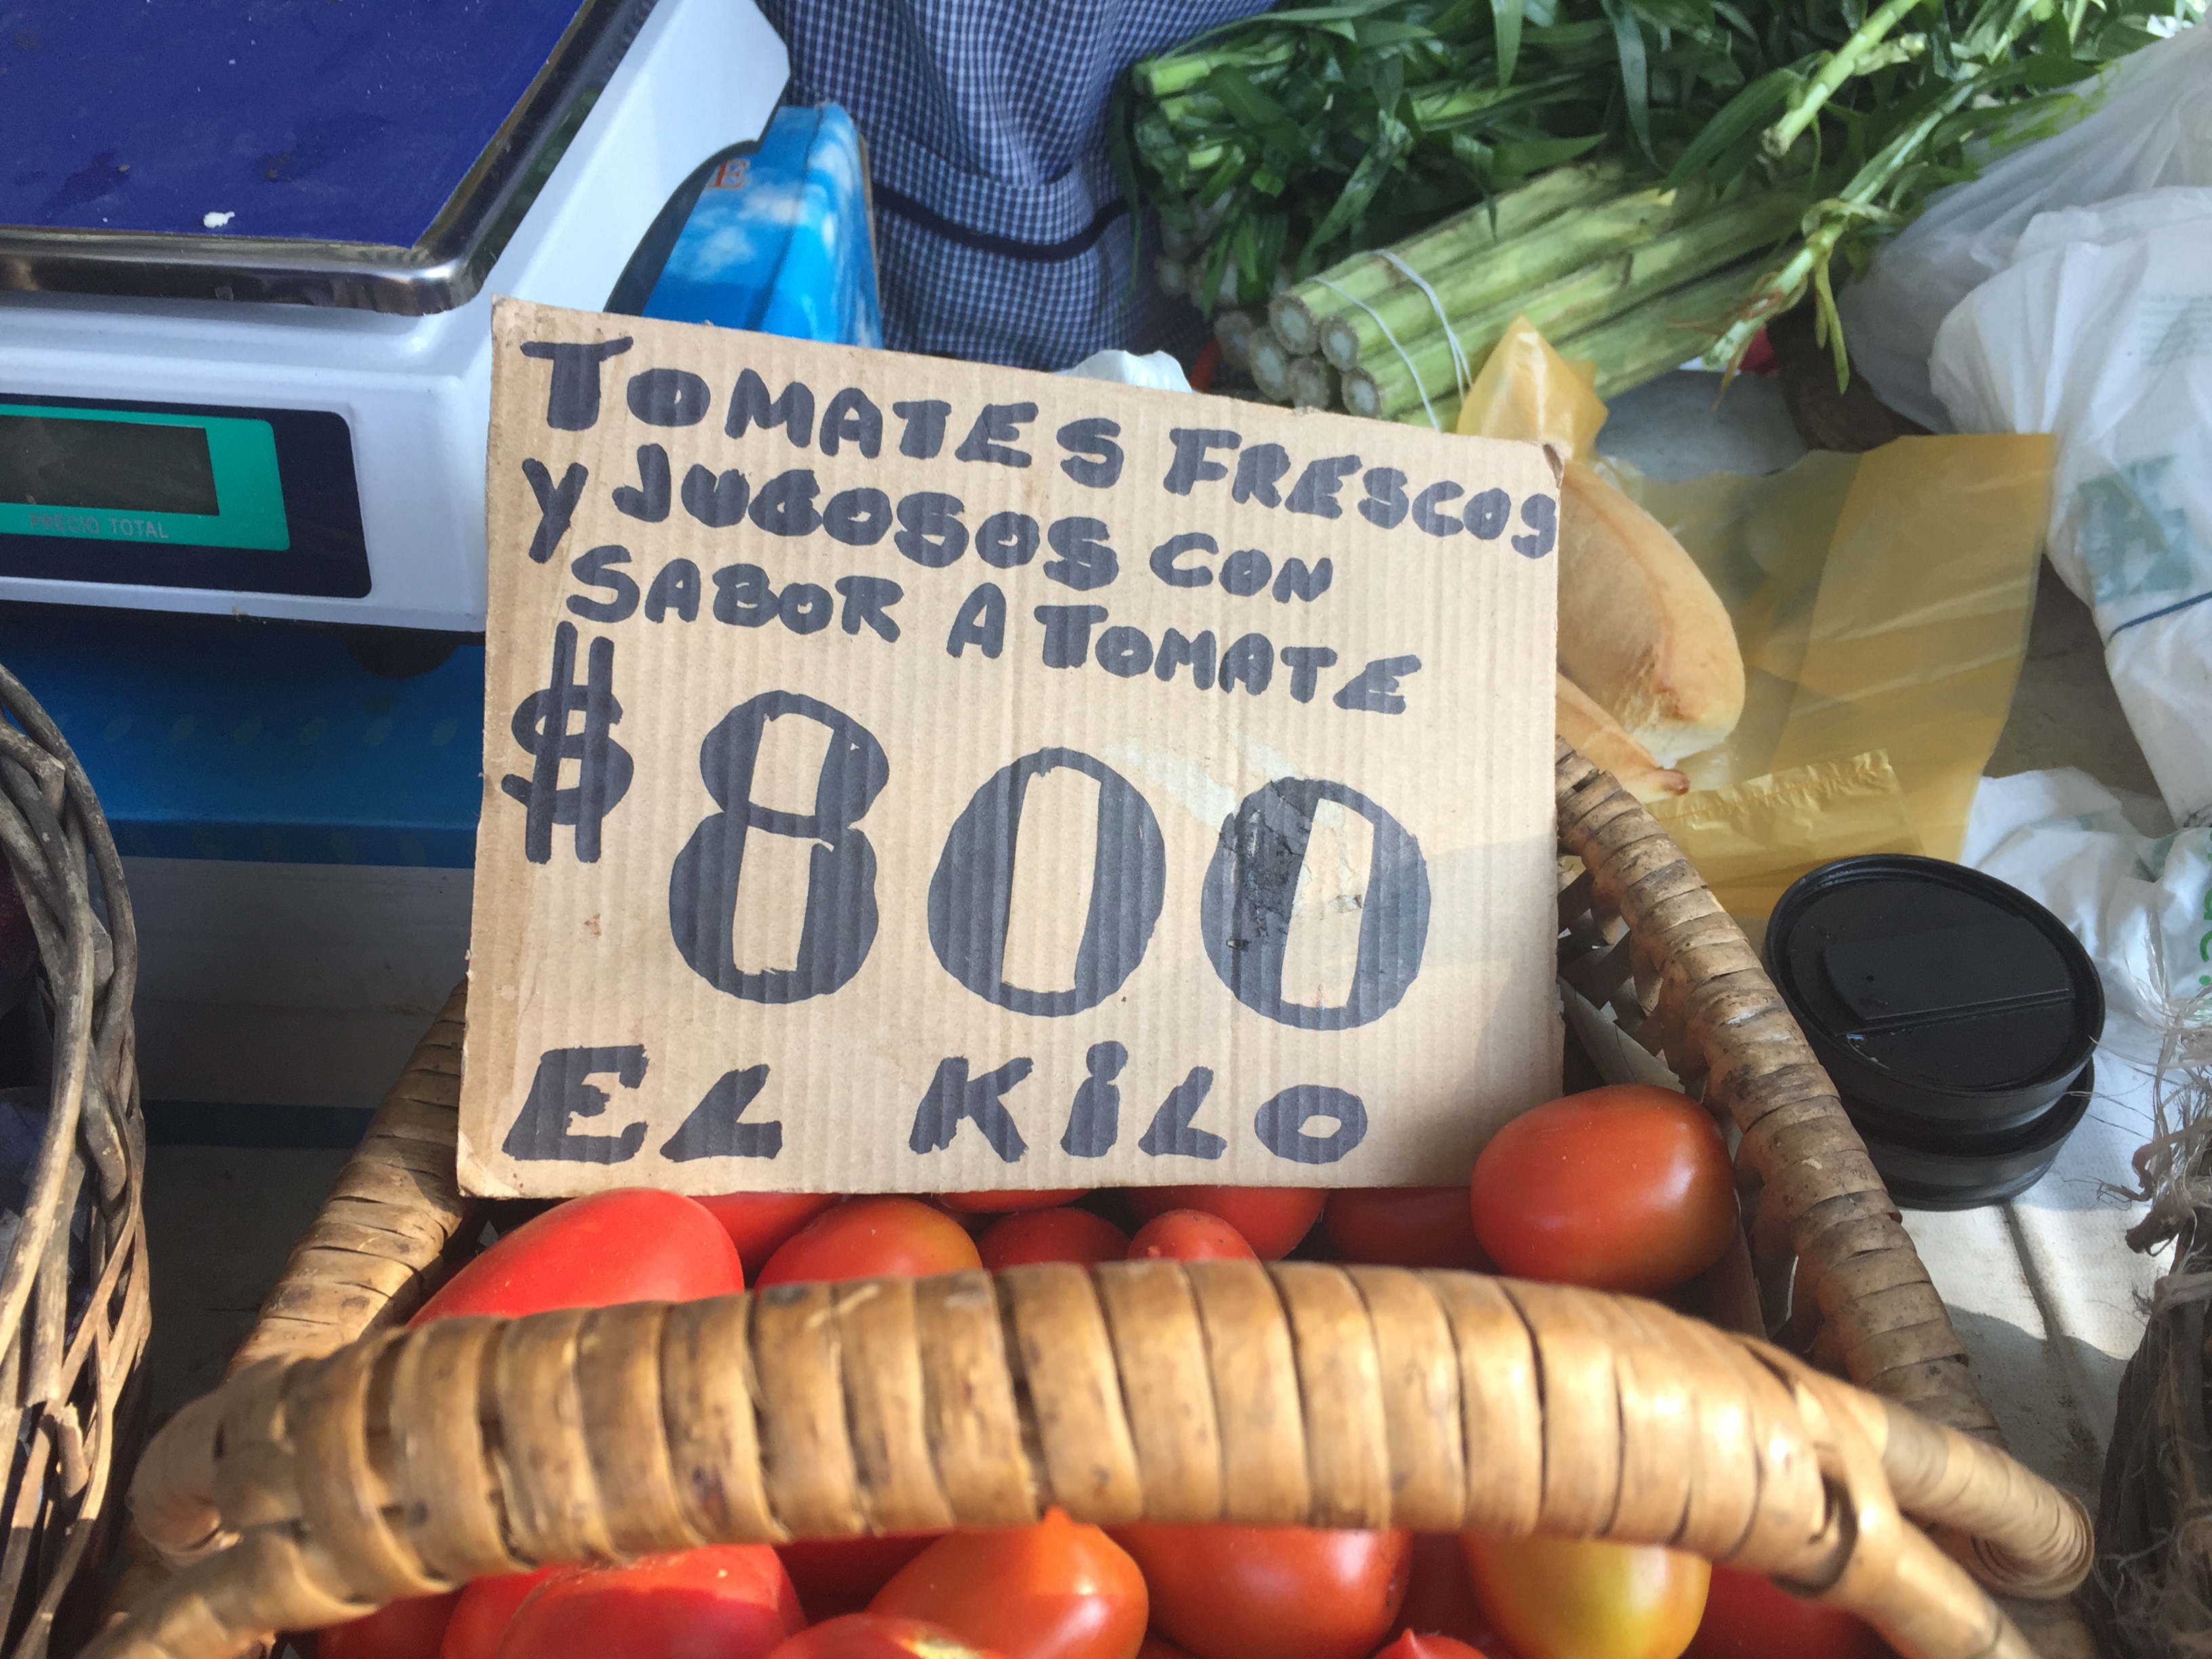 TOMATES FRESCOS
y JUGOSOS CON
SABOR A TOMATE
$800
EL KiLO
PRECIO TOTAL